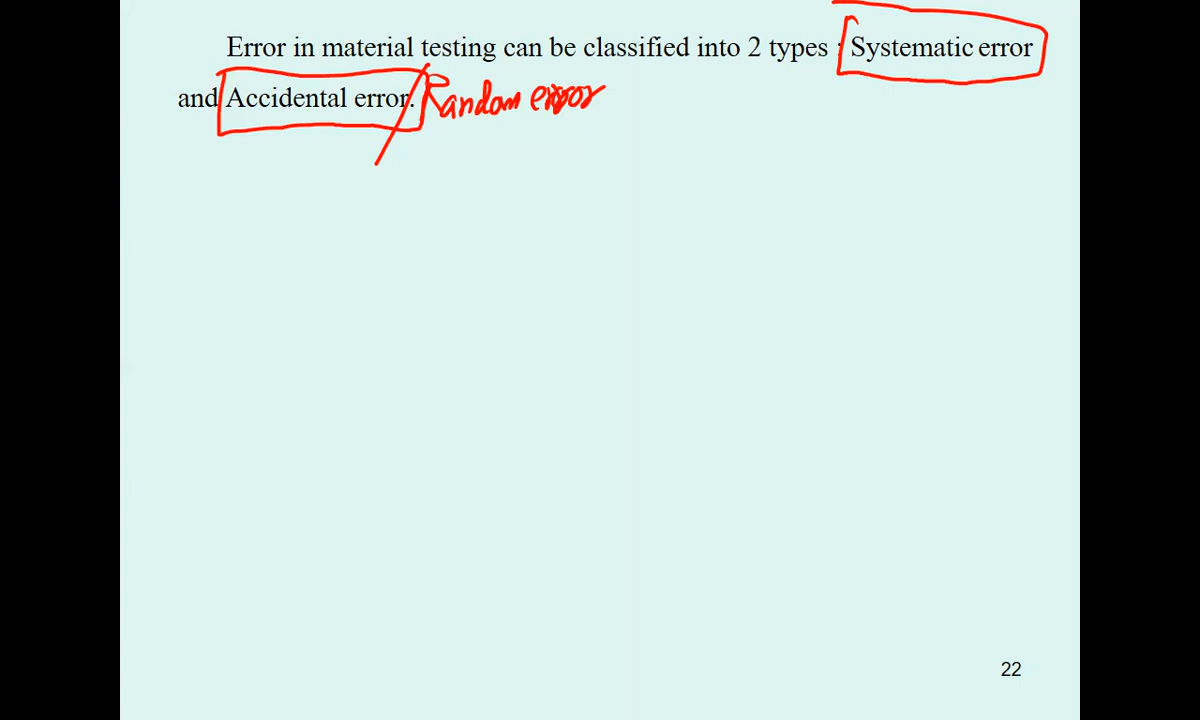 Error in material testing can be classified into 2 types : Systematic error
and Accidental error. / Random error
22